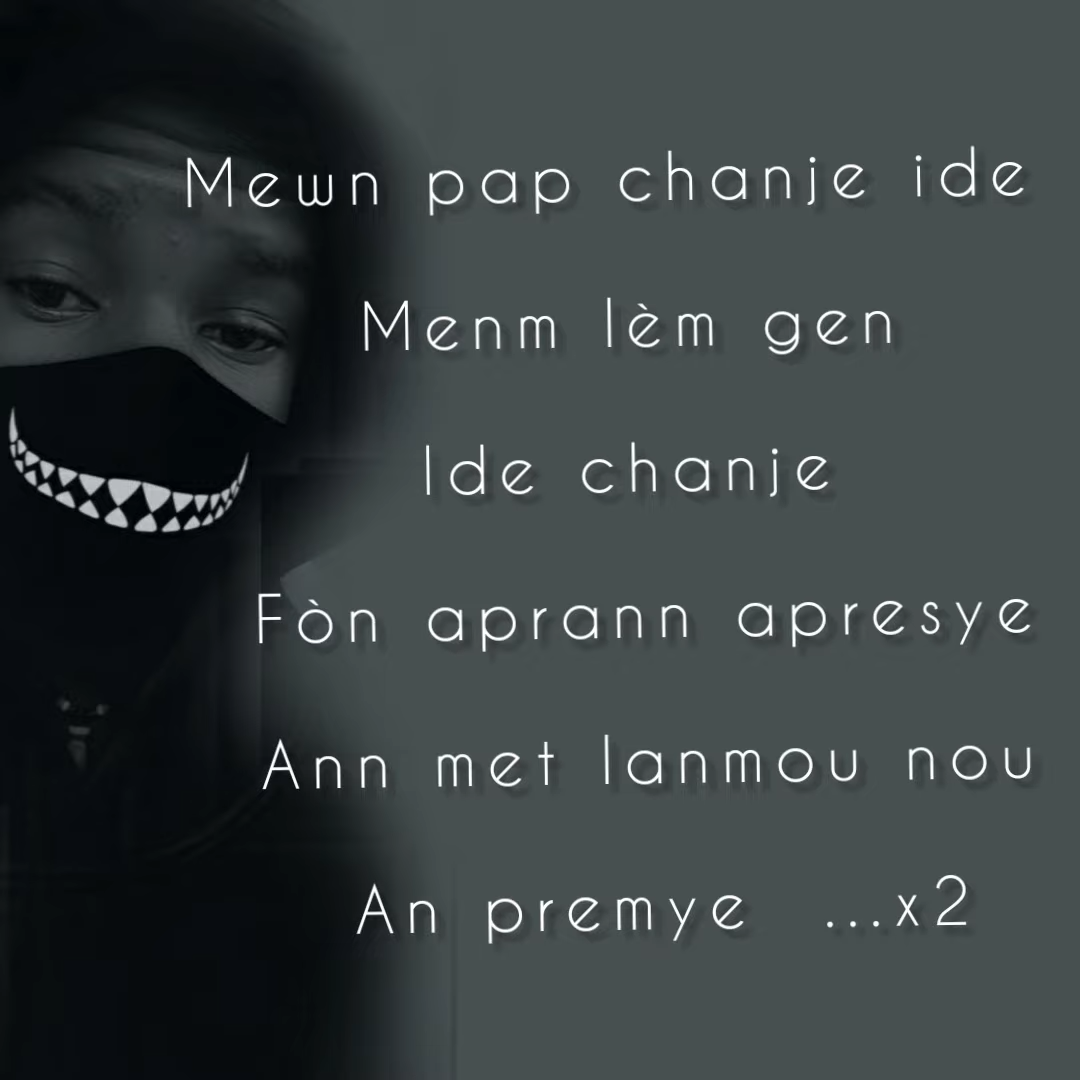 Mewn pap chanje ide
Menm lèm gen
Ide chanje
Fòn aprann apresye
Ann met lanmou nou
An premye ...x2